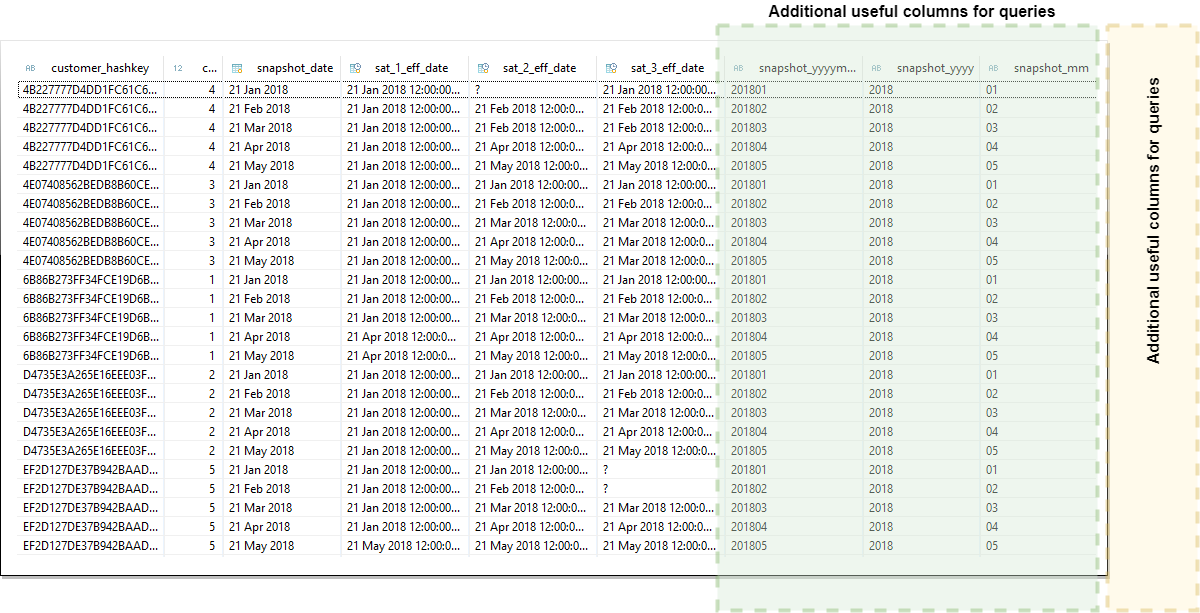 Additional useful columns for queries
AB customer_hashkey 12 c... snapshot_date sat_1_eff_date sat_2_eff_date sat_3_eff_date AB snapshot_yyyym... AB snapshot_yyyy AB snapshot_mm
4B227777D4DD1FC61C6... 4 21 Jan 2018 21 Jan 2018 12:00:00... ? 21 Jan 2018 12:00:00... 201801 2018 01
4B227777D4DD1FC61C6... 4 21 Feb 2018 21 Jan 2018 12:00:00... 21 Feb 2018 12:00:0... 21 Feb 2018 12:00:0... 201802 2018 02
4B227777D4DD1FC61C6... 4 21 Mar 2018 21 Jan 2018 12:00:00... 21 Feb 2018 12:00:0... 21 Feb 2018 12:00:0... 201803 2018 03
4B227777D4DD1FC61C6... 4 21 Apr 2018 21 Jan 2018 12:00:00... 21 Apr 2018 12:00:0... 21 Apr 2018 12:00:0... 201804 2018 04
4B227777D4DD1FC61C6... 4 21 May 2018 21 Jan 2018 12:00:00... 21 May 2018 12:00:0... 21 May 2018 12:00:0... 201805 2018 05
4E07408562BEDB8B60CE... 3 21 Jan 2018 21 Jan 2018 12:00:00... 21 Jan 2018 12:00:00... 21 Jan 2018 12:00:00... 201801 2018 01
4E07408562BEDB8B60CE... 3 21 Feb 2018 21 Jan 2018 12:00:00... 21 Feb 2018 12:00:0... 21 Feb 2018 12:00:0... 201802 2018 02
4E07408562BEDB8B60CE... 3 21 Mar 2018 21 Jan 2018 12:00:00... 21 Mar 2018 12:00:0... 21 Mar 2018 12:00:0... 201803 2018 03
4E07408562BEDB8B60CE... 3 21 Apr 2018 21 Jan 2018 12:00:00... 21 Apr 2018 12:00:0... 21 Mar 2018 12:00:0... 201804 2018 04
4E07408562BEDB8B60CE... 3 21 May 2018 21 Jan 2018 12:00:00... 21 May 2018 12:00:0... 21 May 2018 12:00:0... 201805 2018 05
6B86B273FF34FCE19D6B... 1 21 Jan 2018 21 Jan 2018 12:00:00... 21 Jan 2018 12:00:00... 21 Jan 2018 12:00:00... 201801 2018 01
6B86B273FF34FCE19D6B... 1 21 Feb 2018 21 Jan 2018 12:00:00... 21 Feb 2018 12:00:0... 21 Feb 2018 12:00:0... 201802 2018 02
6B86B273FF34FCE19D6B... 1 21 Mar 2018 21 Jan 2018 12:00:00... 21 Mar 2018 12:00:0... 21 Mar 2018 12:00:0... 201803 2018 03
6B86B273FF34FCE19D6B... 1 21 Apr 2018 21 Apr 2018 12:00:0... 21 Apr 2018 12:00:0... 21 Apr 2018 12:00:0... 201804 2018 04
6B86B273FF34FCE19D6B... 1 21 May 2018 21 Apr 2018 12:00:0... 21 May 2018 12:00:0... 21 May 2018 12:00:0... 201805 2018 05
D4735E3A265E16EEE03F... 2 21 Jan 2018 21 Jan 2018 12:00:00... 21 Jan 2018 12:00:00... 21 Jan 2018 12:00:00... 201801 2018 01
D4735E3A265E16EEE03F... 2 21 Feb 2018 21 Jan 2018 12:00:00... 21 Feb 2018 12:00:0... 21 Feb 2018 12:00:0... 201802 2018 02
D4735E3A265E16EEE03F... 2 21 Mar 2018 21 Jan 2018 12:00:00... 21 Mar 2018 12:00:0... 21 Mar 2018 12:00:0... 201803 2018 03
D4735E3A265E16EEE03F... 2 21 Apr 2018 21 Jan 2018 12:00:00... 21 Apr 2018 12:00:0... 21 Apr 2018 12:00:0... 201804 2018 04
D4735E3A265E16EEE03F... 2 21 May 2018 21 Jan 2018 12:00:00... 21 May 2018 12:00:0... 21 May 2018 12:00:0... 201805 2018 05
EF2D127DE37B942BAAD... 5 21 Jan 2018 21 Jan 2018 12:00:00... 21 Jan 2018 12:00:00... ? 201801 2018 01
EF2D127DE37B942BAAD... 5 21 Feb 2018 21 Jan 2018 12:00:00... 21 Feb 2018 12:00:0... ? 201802 2018 02
EF2D127DE37B942BAAD... 5 21 Mar 2018 21 Jan 2018 12:00:00... 21 Mar 2018 12:00:0... 21 Mar 2018 12:00:0... 201803 2018 03
EF2D127DE37B942BAAD... 5 21 Apr 2018 21 Jan 2018 12:00:00... 21 Apr 2018 12:00:0... 21 Apr 2018 12:00:0... 201804 2018 04
EF2D127DE37B942BAAD... 5 21 May 2018 21 May 2018 12:00:0... 21 May 2018 12:00:0... 21 May 2018 12:00:0... 201805 2018 05
Additional useful columns for queries